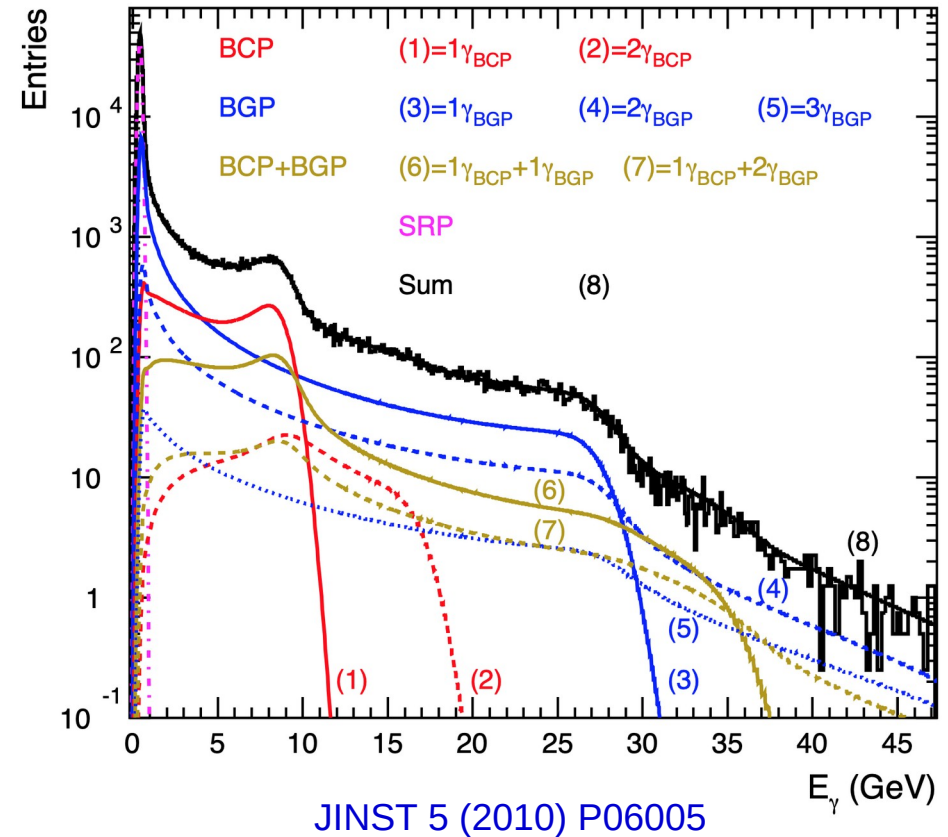 Entries
BCP (1)=1γBCP (2)=2γBCP
BGP (3)=1γBGP (4)=2γBGP (5)=3γBGP
BCP+BGP (6)=1γBCP+1γBGP (7)=1γBCP+2γBGP
SRP
Sum (8)
10 4
10 3
10 2
10
1
10 -1
(6)
(7)
(8)
(4)
(5)
(1)
(2)
(3)
0 5 10 15 20 25 30 35 40 45
Eγ (GeV)
JINST 5 (2010) P06005